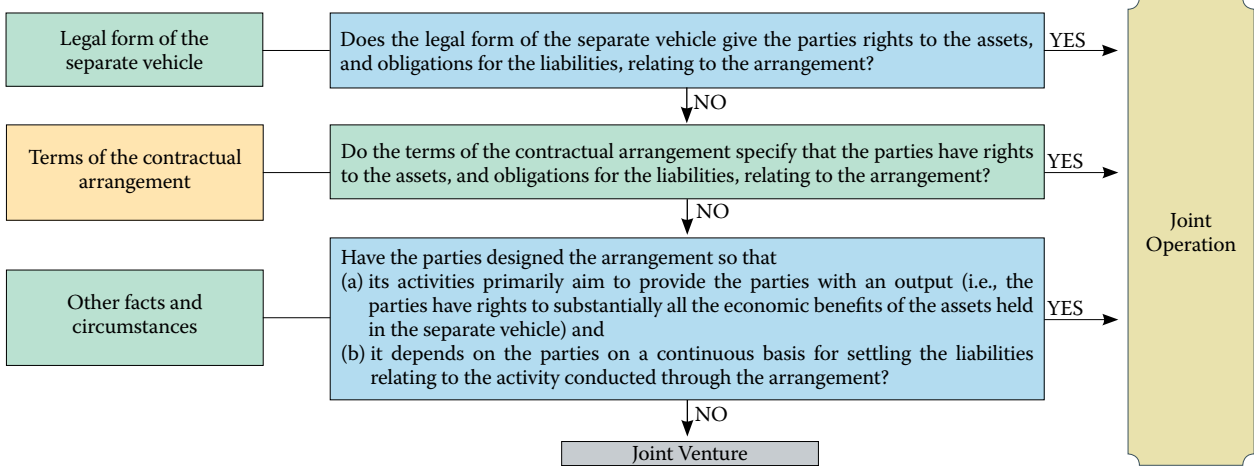 Legal form of the
separate vehicle
Does the legal form of the separate vehicle give the parties rights to the assets,
and obligations for the liabilities, relating to the arrangement?
YES
NO
Terms of the contractual
arrangement
Do the terms of the contractual arrangement specify that the parties have rights
to the assets, and obligations for the liabilities, relating to the arrangement?
YES
NO
Other facts and
circumstances
Have the parties designed the arrangement so that
(a) its activities primarily aim to provide the parties with an output (i.e., the
parties have rights to substantially all the economic benefits of the assets held
in the separate vehicle) and
(b) it depends on the parties on a continuous basis for settling the liabilities
relating to the activity conducted through the arrangement?
YES
NO
Joint Venture
Joint
Operation